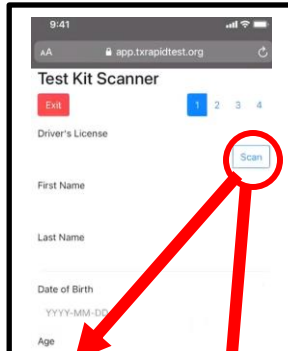 9:41
AA app.txrapidtest.org
Test Kit Scanner
Exit 1 2 3 4
Driver's License
Scan
First Name
Last Name
Date of Birth
YYYY-MM-DD
Age